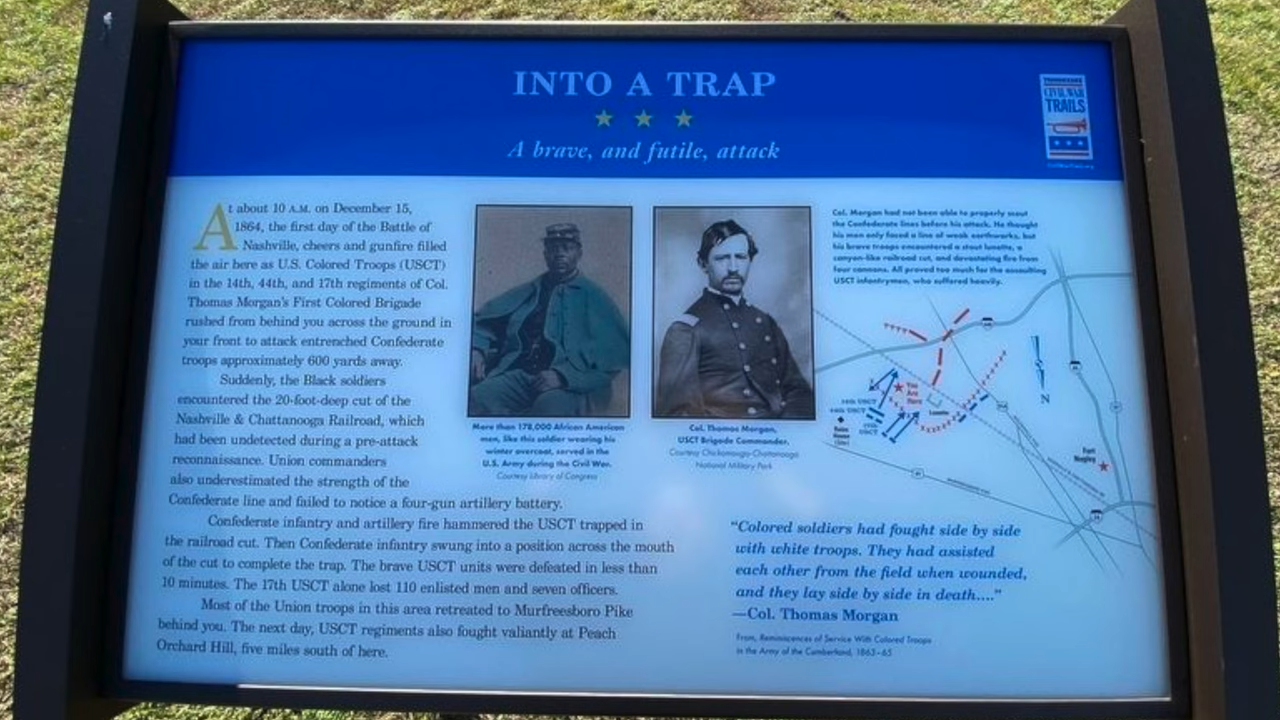 INTO A TRAP
A brave, and futile, attack
TENNESSEE
CIVIL WAR
TRAILS
At about 10 A.M. on December 15,
1864, the first day of the Battle of
Nashville, cheers and gunfire filled
the air here as U.S. Colored Troops (USCT)
in the 14th, 44th, and 17th regiments of Col.
Thomas Morgan's First Colored Brigade
rushed from behind you across the ground in
your front to attack entrenched Confederate
troops approximately 600 yards away.
Suddenly, the Black soldiers
encountered the 20-foot-deep cut of the
Nashville & Chattanooga Railroad, which
had been undetected during a pre-attack
reconnaissance. Union commanders
also underestimated the strength of the
Confederate line and failed to notice a four-gun artillery battery.
Confederate infantry and artillery fire hammered the USCT trapped in
the railroad cut. Then Confederate infantry swung into a position across the mouth
of the cut to complete the trap. The brave USCT units were defeated in less than
10 minutes. The 17th USCT alone lost 110 enlisted men and seven officers.
Most of the Union troops in this area retreated to Murfreesboro Pike
behind you. The next day, USCT regiments also fought valiantly at Peach
Orchard Hill, five miles south of here.
More than 178,000 African American
men, like this soldier wearing his
winter overcoat, served in the
U.S. Army during the Civil War.
Courtesy Library of Congress
Col. Thomas Morgan,
USCT Brigade Commander.
Courtesy Chickamauga-Chattanooga
National Military Park
Col. Morgan had not been able to properly scout
the Confederate lines before his attack. He thought
his men only faced a line of weak earthworks, but
his brave troops encountered a stout lunette, a
canyon-like railroad cut, and devastating fire from
four cannons. All proved too much for the assaulting
USCT infantrymen, who suffered heavily.
You
Are
Here
14th USCT
44th USCT
17th
USCT
Rains
House
(Site)
Lunette
N
Fort
Negley
"Colored soldiers had fought side by side
with white troops. They had assisted
each other from the field when wounded,
and they lay side by side in death...."
—Col. Thomas Morgan
From, Reminiscences of Service With Colored Troops
in the Army of the Cumberland, 1863–65